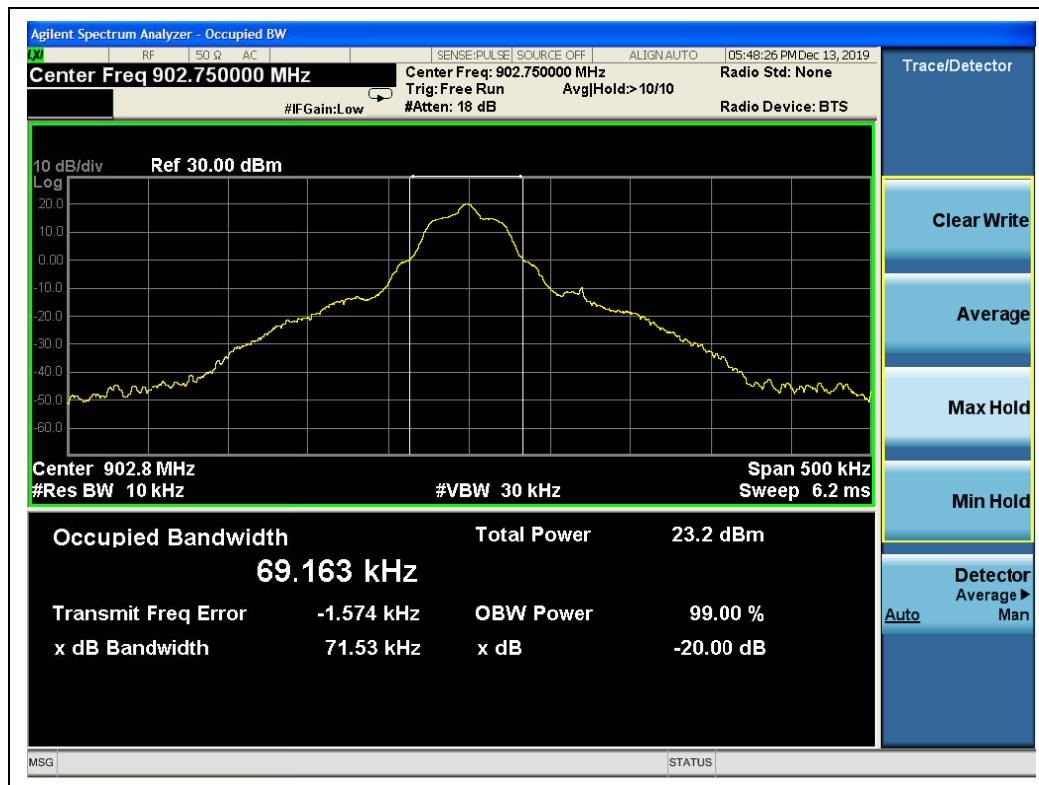 Agilent Spectrum Analyzer - Occupied BW
LXI RF 50 Ω AC SENSE:PULSE SOURCE OFF ALIGN AUTO 05:48:26 PM Dec 13, 2019
Center Freq 902.750000 MHz
Center Freq: 902.750000 MHz
Radio Std: None
Trig: Free Run
Avg|Hold:> 10/10
#IFGain:Low
#Atten: 18 dB
Radio Device: BTS
Trace/Detector
10 dB/div
Ref 30.00 dBm
Log
20.0
10.0
0.00
-10.0
-20.0
-30.0
-40.0
-50.0
-60.0
Center 902.8 MHz
Span 500 kHz
#Res BW 10 kHz
#VBW 30 kHz
Sweep 6.2 ms
Occupied Bandwidth
69.163 kHz
Total Power 23.2 dBm
Transmit Freq Error -1.574 kHz
OBW Power 99.00 %
x dB Bandwidth 71.53 kHz
x dB -20.00 dB
Clear Write
Average
Max Hold
Min Hold
Detector
Average▶
Auto Man
MSG
STATUS